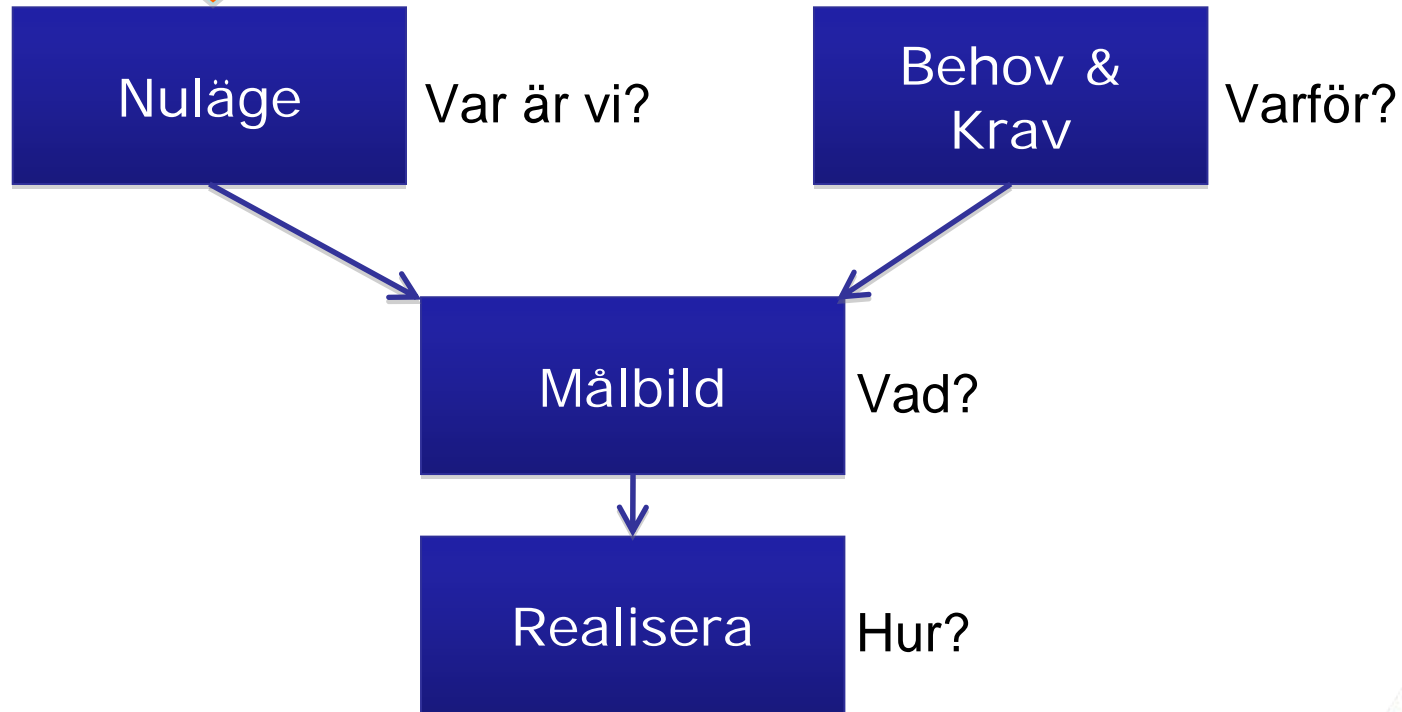 Nuläge
Var är vi?
Behov &
Krav
Varför?
Målbild
Vad?
Realisera
Hur?